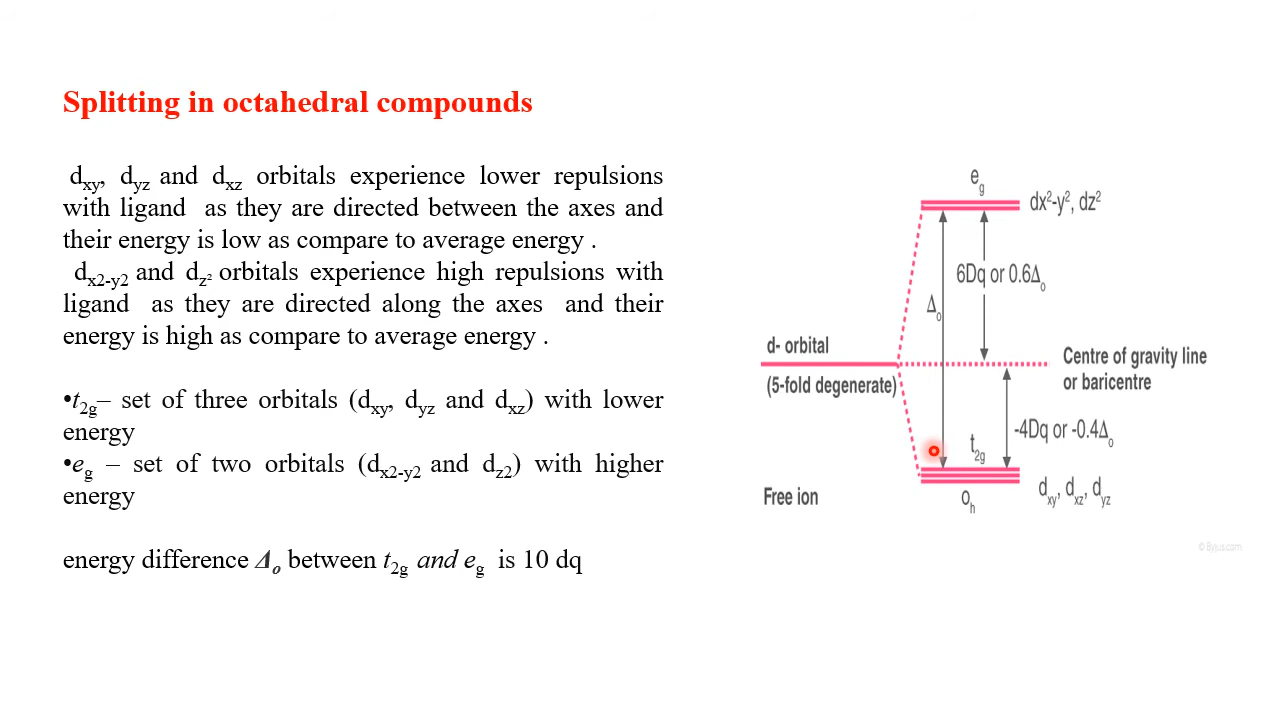 Splitting in octahedral compounds
dxy, dyz and dxz orbitals experience lower repulsions
with ligand as they are directed between the axes and
their energy is low as compare to average energy .
dx2-y2 and dz² orbitals experience high repulsions with
ligand as they are directed along the axes and their
energy is high as compare to average energy .
•t2g– set of three orbitals (dxy, dyz and dxz) with lower
energy
•eg – set of two orbitals (dx2-y2 and dz2) with higher
energy
energy difference Δo between t2g and eg is 10 dq
eg
dx²-y², dz²
6Dq or 0.6Δo
Δo
d- orbital
(5-fold degenerate)
Centre of gravity line
or baricentre
-4Dq or -0.4Δo
t2g
Free ion
Oh
dxy, dxz, dyz
© Byjus.com